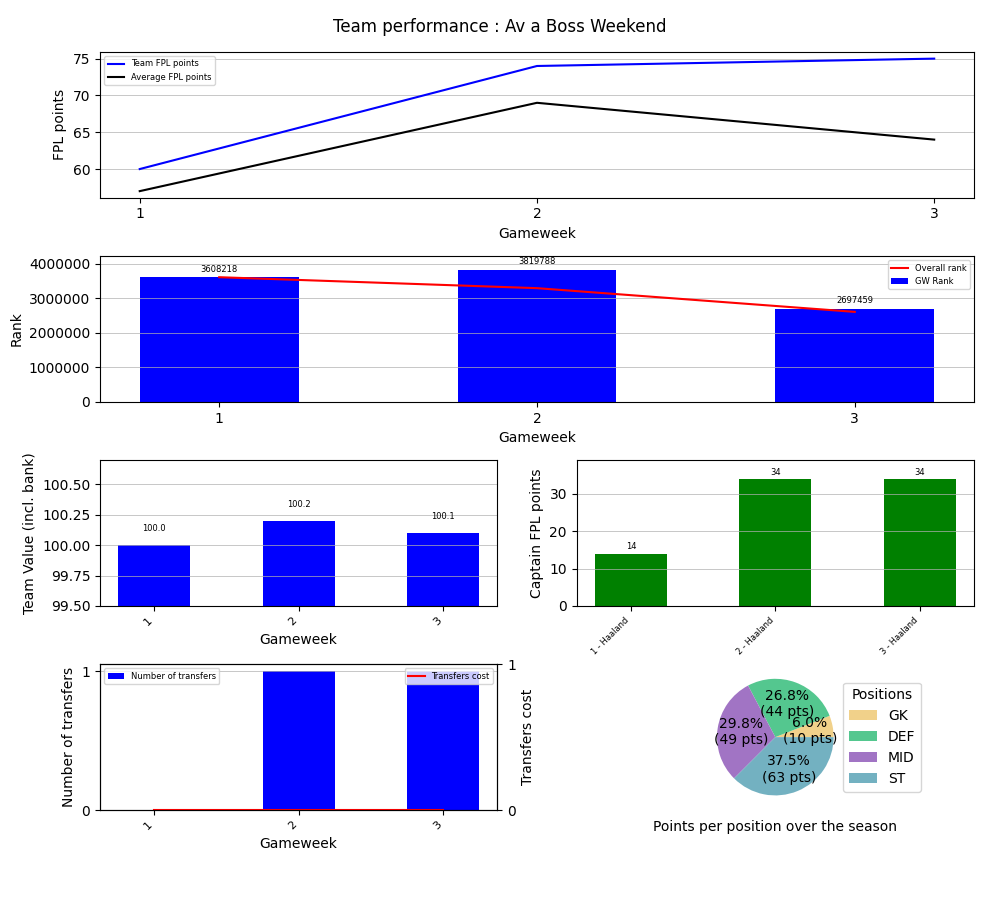 Team performance : Av a Boss Weekend
Team FPL points
Average FPL points
75
70
65
60
FPL points
1
2
3
Gameweek
Overall rank
GW Rank
3608218
3819788
2697459
4000000
3000000
2000000
1000000
0
Rank
1
2
3
Gameweek
100.50
100.25
100.00
99.75
99.50
Team Value (incl. bank)
100.0
100.2
100.1
1
2
3
Gameweek
30
20
10
0
Captain FPL points
14
34
34
1 - Haaland
2 - Haaland
3 - Haaland
Number of transfers
Transfers cost
1
0
Number of transfers
1
0
Transfers cost
1
2
3
Gameweek
26.8%
(44 pts)
6.0%
(10 pts)
29.8%
(49 pts)
37.5%
(63 pts)
Positions
GK
DEF
MID
ST
Points per position over the season